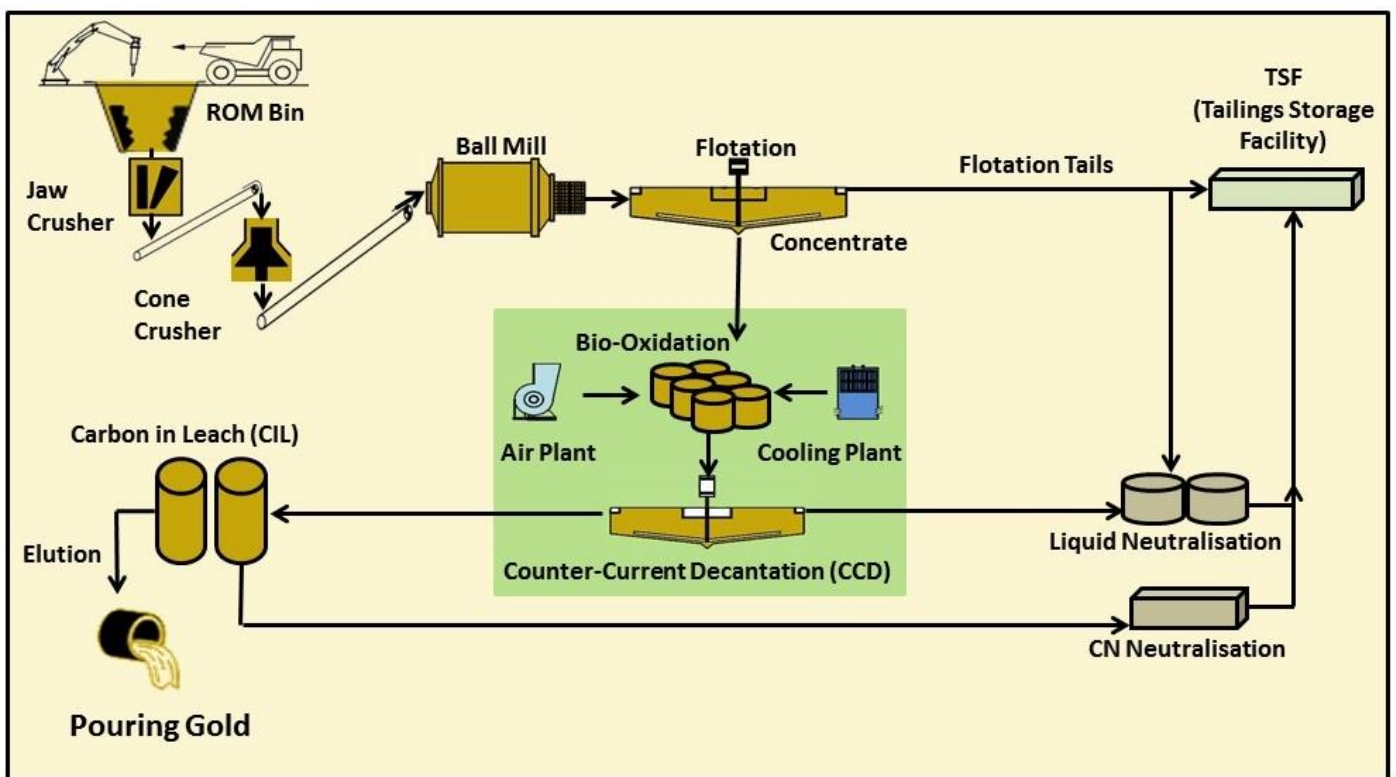 ROM Bin
Jaw
Crusher
Cone
Crusher
Ball Mill
Flotation
Concentrate
Flotation Tails
TSF
(Tailings Storage
Facility)
Bio-Oxidation
Air Plant
Cooling Plant
Counter-Current Decantation (CCD)
Carbon in Leach (CIL)
Elution
Pouring Gold
Liquid Neutralisation
CN Neutralisation